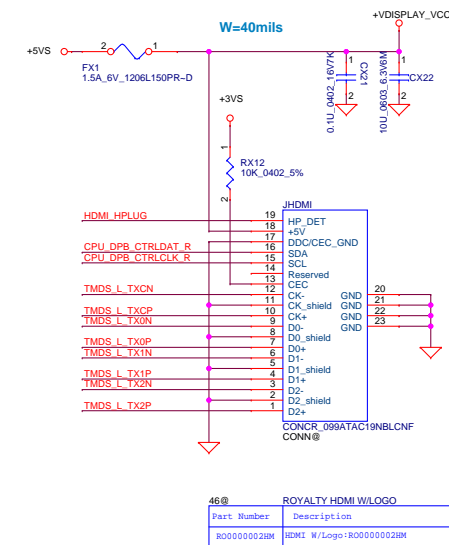 +VDISPLAY_VCC
W=40mils
+5VS
2
1
FX1
1.5A_6V_1206L150PR~D
1
2
CX21
0.1U_0402_16V7K
1
2
CX22
10U_0603_6.3V6M
+3VS
1
2
RX12
10K_0402_5%
JHDMI
HDMI_HPLUG 19 HP_DET
18 +5V
17 DDC/CEC_GND
CPU_DPB_CTRLDAT_R 16 SDA
CPU_DPB_CTRLCLK_R 15 SCL
14 Reserved
13 CEC
TMDS_L_TXCN 12 CK- GND 20
11 CK_shield GND 21
TMDS_L_TXCP 10 CK+ GND 22
TMDS_L_TX0N 9 D0- GND 23
8 D0_shield
TMDS_L_TX0P 7 D0+
TMDS_L_TX1N 6 D1-
5 D1_shield
TMDS_L_TX1P 4 D1+
TMDS_L_TX2N 3 D2-
2 D2_shield
TMDS_L_TX2P 1 D2+
CONCR_099ATAC19NBLCNF
CONN@
46@ ROYALTY HDMI W/LOGO
Part Number Description
RO0000002HM HDMI W/Logo:RO0000002HM